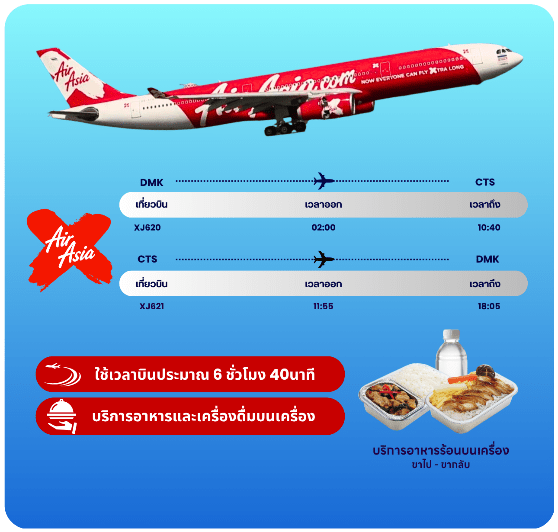 Air
Asia
AirAsia.com
NOW EVERYONE CAN FLY XTRA LONG
DMK
CTS
เที่ยวบิน
เวลาออก
เวลาถึง
XJ620
02:00
10:40
Air
Asia
CTS
DMK
เที่ยวบิน
เวลาออก
เวลาถึง
XJ621
11:55
18:05
ใช้เวลาบินประมาณ 6 ชั่วโมง 40นาที
บริการอาหารและเครื่องดื่มบนเครื่อง
บริการอาหารร้อนบนเครื่อง
ขาไป - ขากลับ